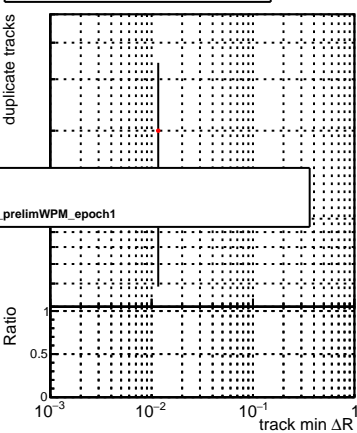 duplicate tracks
_prelimWPM_epoch1
Ratio
1
0.5
0
10−3 10−2 10−1 1
track min ΔR